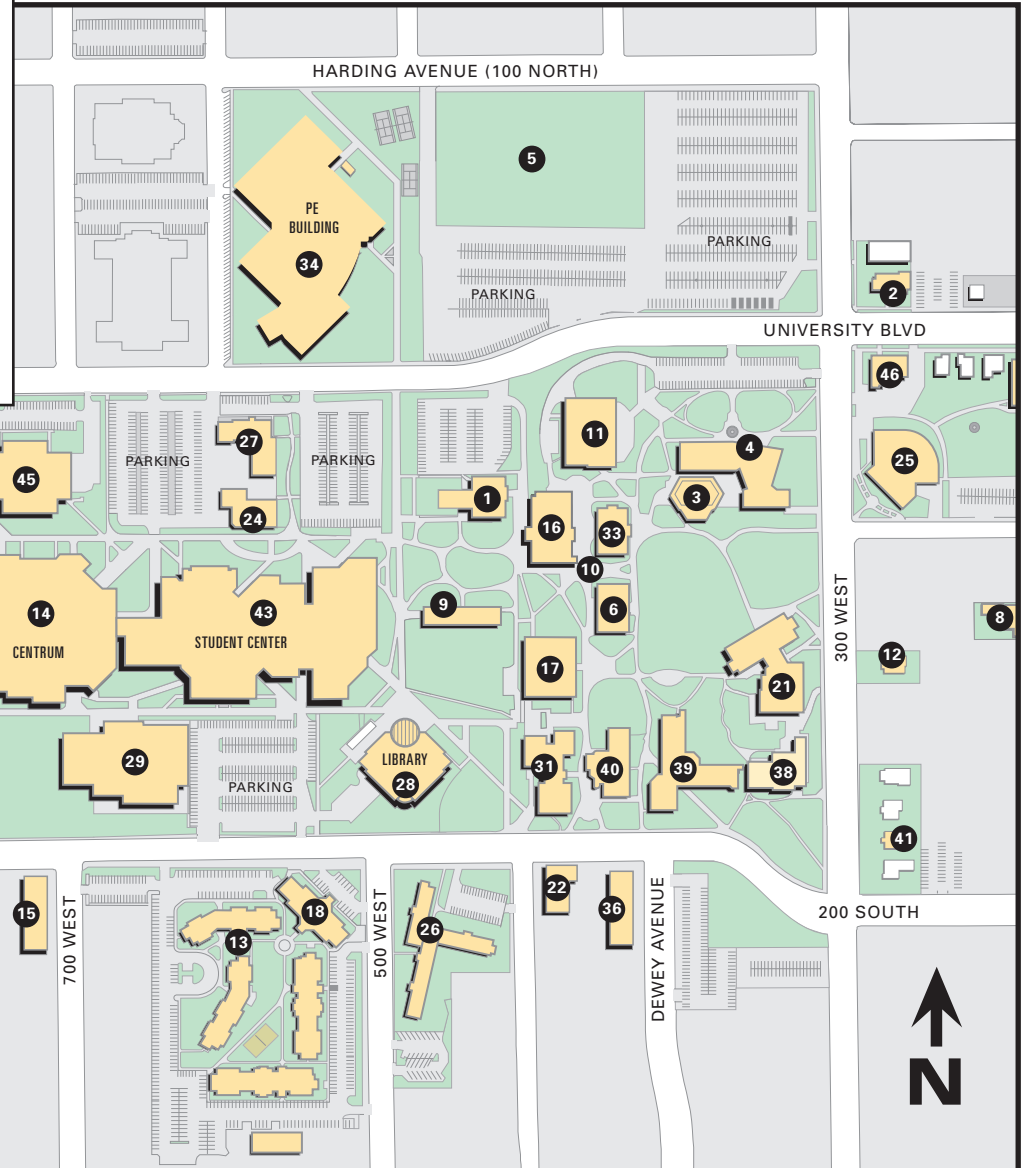 HARDING AVENUE (100 NORTH)
5
PE
BUILDING
34
PARKING
PARKING
2
UNIVERSITY BLVD
46
11
27
4
45
PARKING
PARKING
25
1
3
24
16
33
10
14
43
9
6
8
CENTRUM
STUDENT CENTER
300 WEST
12
17
21
29
LIBRARY
28
31
40
39
38
PARKING
41
15
700 WEST
18
13
500 WEST
26
22
36
DEWEY AVENUE
200 SOUTH
N